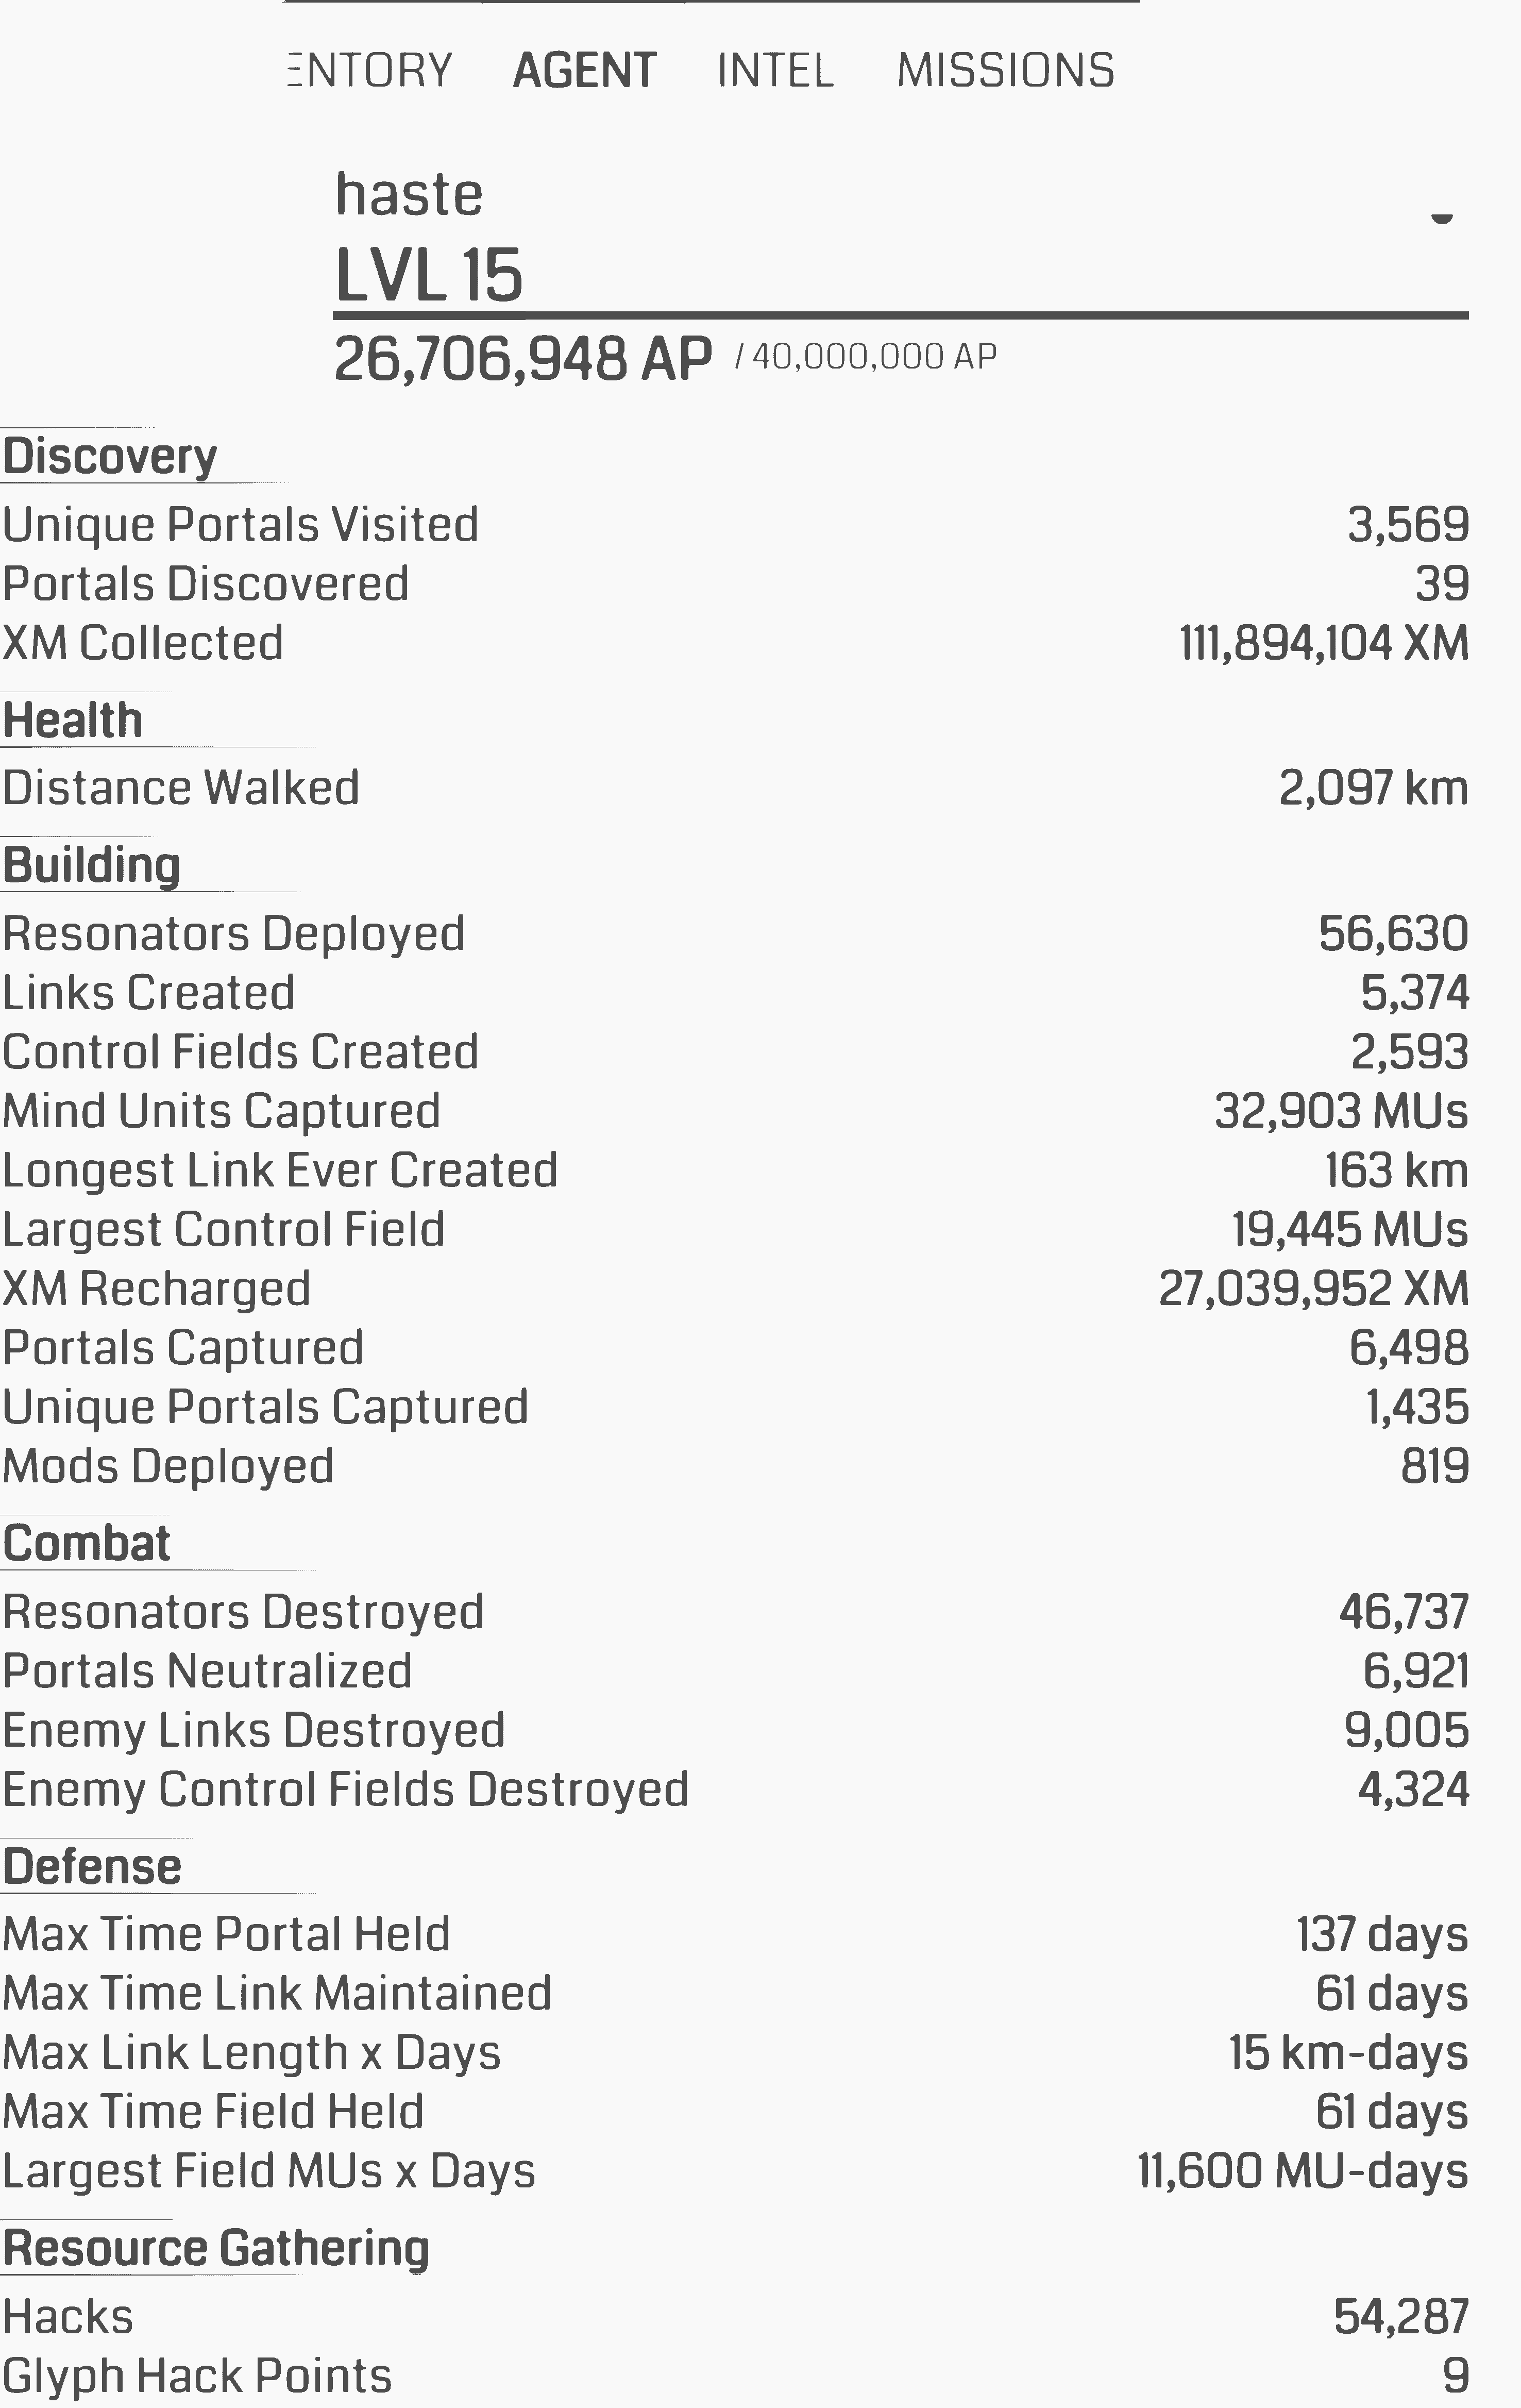 ENTORY AGENT INTEL MISSIONS
haste
LVL 15
26,706,948 AP / 40,000,000 AP
Discovery
Unique Portals Visited 3,569
Portals Discovered 39
XM Collected 111,894,104 XM
Health
Distance Walked 2,097 km
Building
Resonators Deployed 56,630
Links Created 5,374
Control Fields Created 2,593
Mind Units Captured 32,903 MUs
Longest Link Ever Created 163 km
Largest Control Field 19,445 MUs
XM Recharged 27,039,952 XM
Portals Captured 6,498
Unique Portals Captured 1,435
Mods Deployed 819
Combat
Resonators Destroyed 46,737
Portals Neutralized 6,921
Enemy Links Destroyed 9,005
Enemy Control Fields Destroyed 4,324
Defense
Max Time Portal Held 137 days
Max Time Link Maintained 61 days
Max Link Length x Days 15 km-days
Max Time Field Held 61 days
Largest Field MUs x Days 11,600 MU-days
Resource Gathering
Hacks 54,287
Glyph Hack Points 9